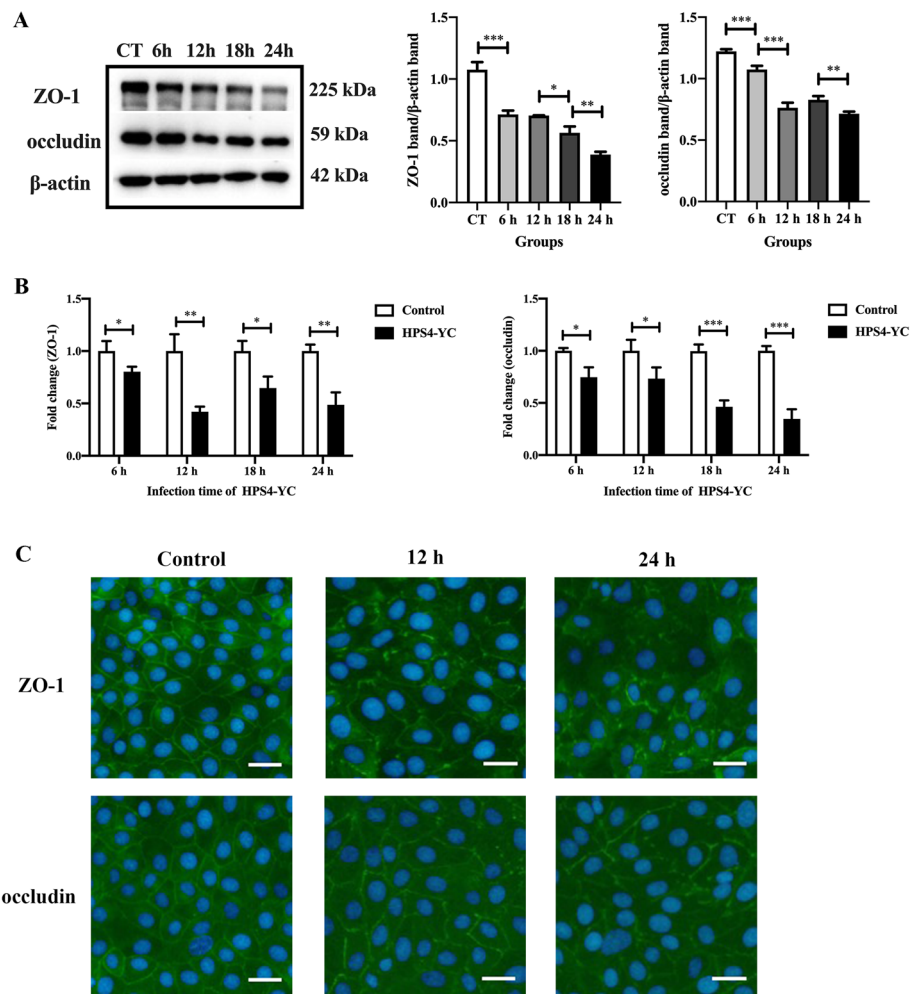 A
CT 6h 12h 18h 24h
ZO-1
225 kDa
occludin
59 kDa
β-actin
42 kDa
ZO-1 band/β-actin band
1.5
1.0
0.5
0.0
***
*
**
CT 6 h 12 h 18 h 24 h
Groups
occludin band/β-actin band
1.5
1.0
0.5
0.0
***
***
**
CT 6 h 12 h 18 h 24 h
Groups
B
Fold change (ZO-1)
1.5
1.0
0.5
0.0
*
**
*
**
Control
HPS4-YC
6 h 12 h 18 h 24 h
Infection time of HPS4-YC
Fold change (occludin)
1.5
1.0
0.5
0.0
*
*
***
***
Control
HPS4-YC
6 h 12 h 18 h 24 h
Infection time of HPS4-YC
C
Control 12 h 24 h
ZO-1
occludin